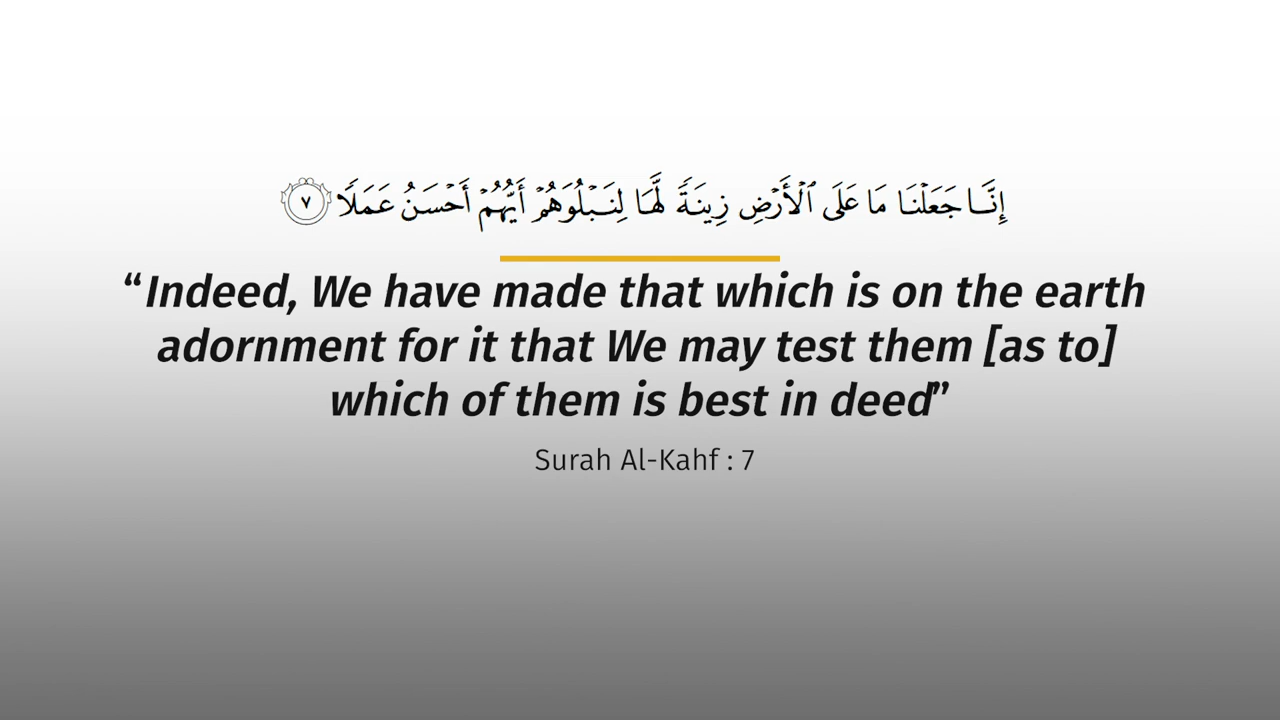 إِنَّا جَعَلْنَا مَا عَلَى ٱلْأَرْضِ زِينَةً لَّهَا لِنَبْلُوَهُمْ أَيُّهُمْ أَحْسَنُ عَمَلًا ٧
“Indeed, We have made that which is on the earth
adornment for it that We may test them [as to]
which of them is best in deed”
Surah Al-Kahf : 7